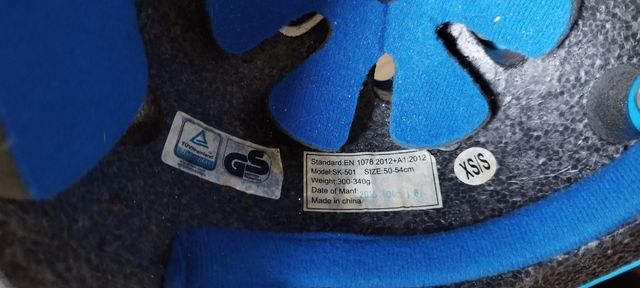 TÜVRheinland
GS
Standard:EN 1078:2012+A1:2012
Model:SK-501 SIZE:50-54cm
Weight:300-340g
Date of Manf:
Made in china
XS/S